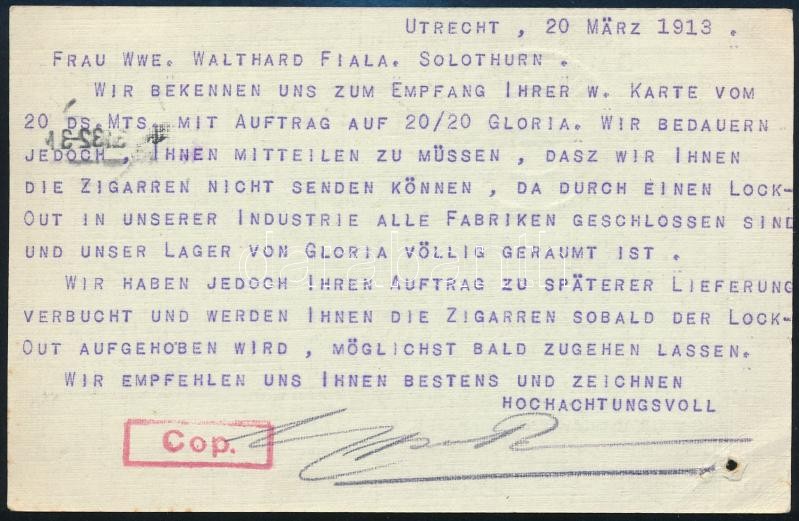 UTRECHT , 20 MÄRZ 1913 .
FRAU WWE. WALTHARD FIALA. SOLOTHURN .
WIR BEKENNEN UNS ZUM EMPFANG IHRER W. KARTE VOM
20 DS.MTS. MIT AUFTRAG AUF 20/20 GLORIA. WIR BEDAUERN
JEDOCH , IHNEN MITTEILEN ZU MÜSSEN , DASZ WIR IHNEN
DIE ZIGARREN NICHT SENDEN KÖNNEN , DA DURCH EINEN LOCK-
OUT IN UNSERER INDUSTRIE ALLE FABRIKEN GESCHLOSSEN SIND
UND UNSER LAGER VON GLORIA VÖLLIG GERAUMT IST .
WIR HABEN JEDOCH IHREN AUFTRAG ZU SPÄTERER LIEFERUNG
VERBUCHT UND WERDEN IHNEN DIE ZIGARREN SOBALD DER LOCK-
OUT AUFGEHOBEN WIRD , MÖGLICHST BALD ZUGEHEN LASSEN.
WIR EMPFEHLEN UNS IHNEN BESTENS UND ZEICHNEN
HOCHACHTUNGSVOLL
Cop.
darabanth